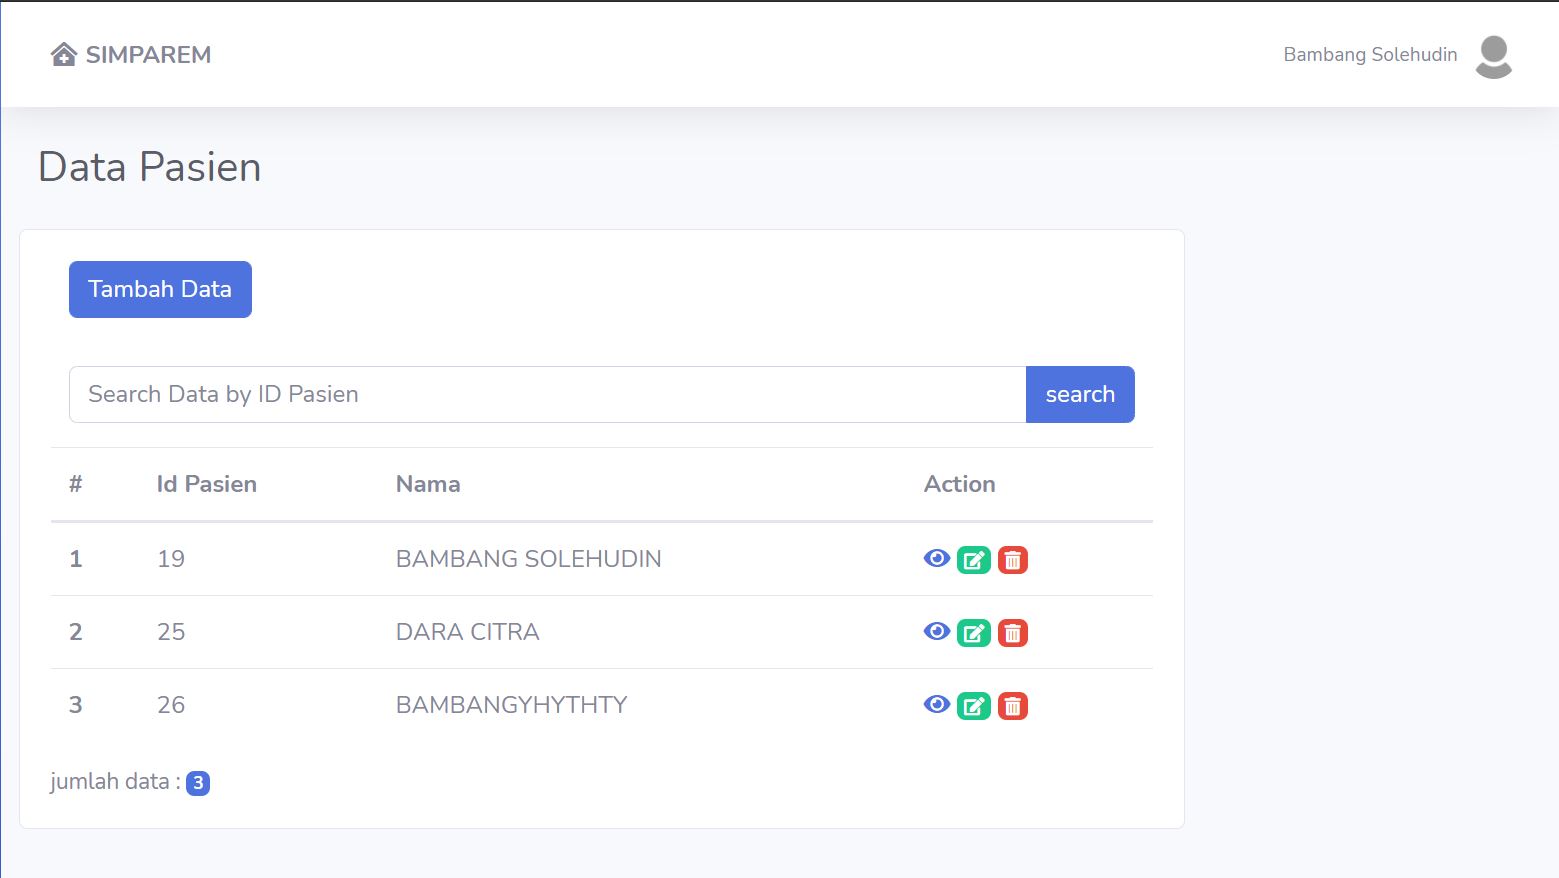 SIMPAREM
Bambang Solehudin
Data Pasien
Tambah Data
Search Data by ID Pasien search
# Id Pasien Nama Action
1 19 BAMBANG SOLEHUDIN
2 25 DARA CITRA
3 26 BAMBANGYHYTHTY
jumlah data : 3